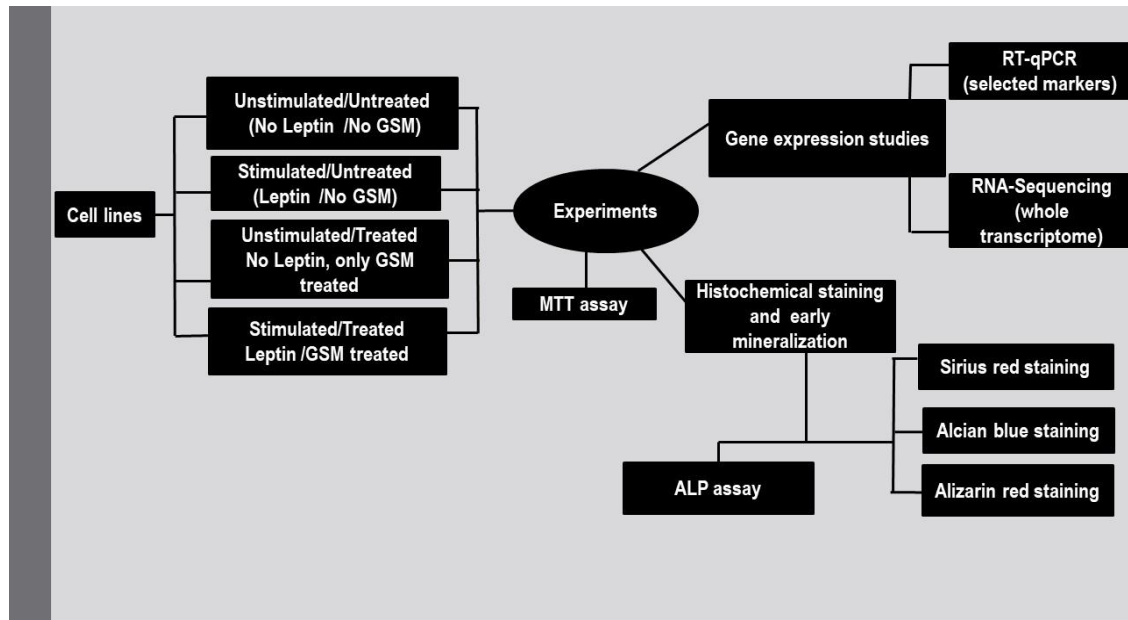 Cell lines
Unstimulated/Untreated
(No Leptin /No GSM)
Stimulated/Untreated
(Leptin /No GSM)
Unstimulated/Treated
No Leptin, only GSM
treated
Stimulated/Treated
Leptin /GSM treated
Experiments
MTT assay
Gene expression studies
RT-qPCR
(selected markers)
RNA-Sequencing
(whole
transcriptome)
Histochemical staining
and early
mineralization
ALP assay
Sirius red staining
Alcian blue staining
Alizarin red staining